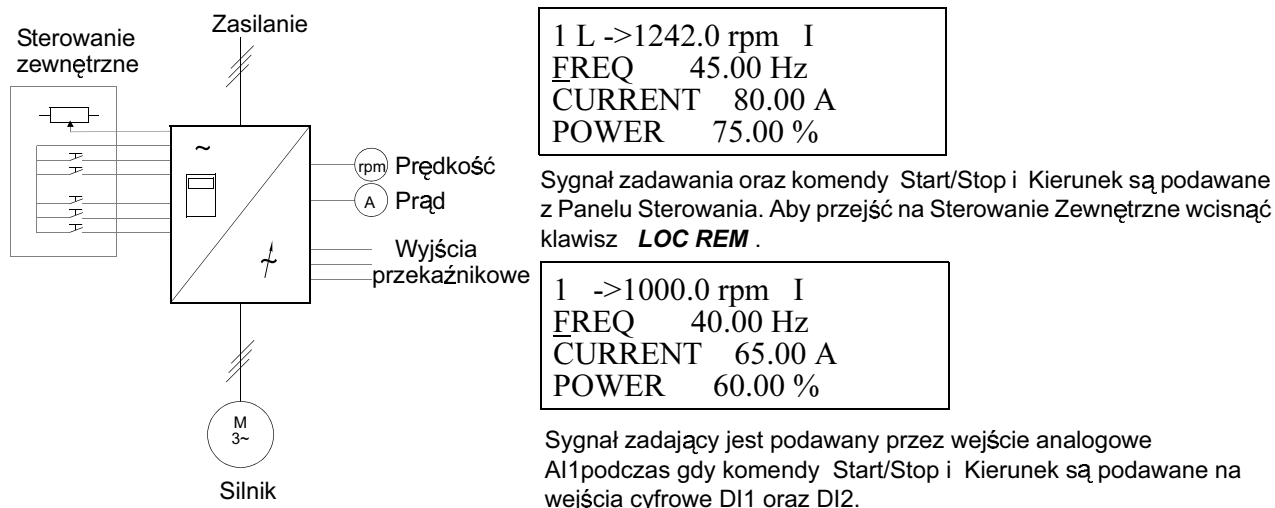 Sterowanie
zewnętrzne
Zasilanie
~
~
rpm Prędkość
A Prąd
Wyjścia
przekaźnikowe
M
3~
Silnik
1 L ->1242.0 rpm I
FREQ 45.00 Hz
CURRENT 80.00 A
POWER 75.00 %
Sygnał zadawania oraz komendy Start/Stop i Kierunek są podawane
z Panelu Sterowania. Aby przejść na Sterowanie Zewnętrzne wcisnąć
klawisz LOC REM .
1 ->1000.0 rpm I
FREQ 40.00 Hz
CURRENT 65.00 A
POWER 60.00 %
Sygnał zadający jest podawany przez wejście analogowe
AI1podczas gdy komendy Start/Stop i Kierunek są podawane na
wejścia cyfrowe DI1 oraz DI2.